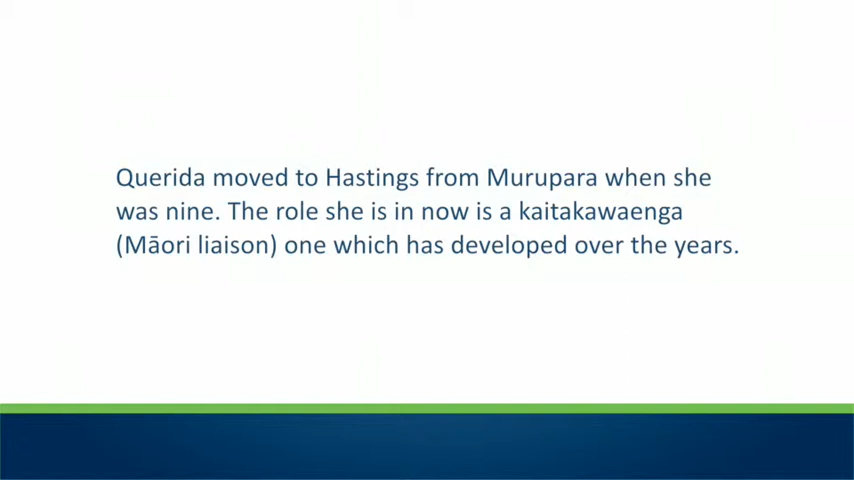 Querida moved to Hastings from Murupara when she
was nine. The role she is in now is a kaitakawaenga
(Māori liaison) one which has developed over the years.